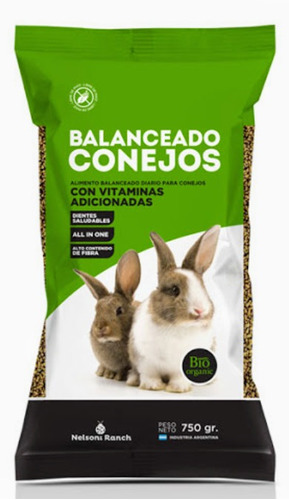 BALANCEADO
CONEJOS
ALIMENTO BALANCEADO DIARIO PARA CONEJOS
CON VITAMINAS
ADICIONADAS
DIENTES
SALUDABLES
ALL IN ONE
ALTO CONTENIDO
DE FIBRA
BIO
organic
Nelsoni Ranch
PESO
NETO
750 gr.
INDUSTRIA ARGENTINA